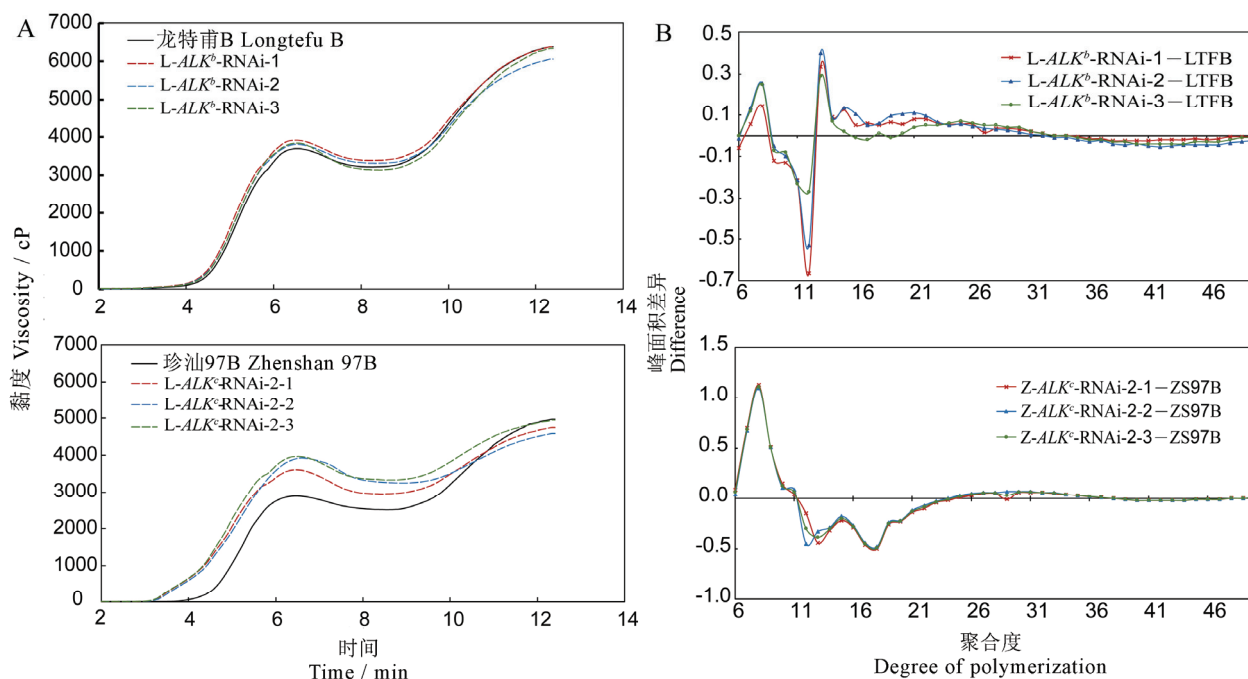 A
7000
6000
5000
4000
3000
2000
1000
0
龙特甫B Longtefu B
L-ALKᵇ-RNAi-1
L-ALKᵇ-RNAi-2
L-ALKᵇ-RNAi-3
2 4 6 8 10 12 14
7000
6000
5000
4000
3000
2000
1000
0
珍汕97B Zhenshan 97B
L-ALKᶜ-RNAi-2-1
L-ALKᶜ-RNAi-2-2
L-ALKᶜ-RNAi-2-3
2 4 6 8 10 12 14
黏度 Viscosity / cP
时间
Time / min
B
0.5
0.3
0.1
-0.1
-0.3
-0.5
-0.7
L-ALKᵇ-RNAi-1－LTFB
L-ALKᵇ-RNAi-2－LTFB
L-ALKᵇ-RNAi-3－LTFB
6 11 16 21 26 31 36 41 46
1.5
1.0
0.5
0.0
-0.5
-1.0
Z-ALKᶜ-RNAi-2-1－ZS97B
Z-ALKᶜ-RNAi-2-2－ZS97B
Z-ALKᶜ-RNAi-2-3－ZS97B
6 11 16 21 26 31 36 41 46
峰面积差异
Difference
聚合度
Degree of polymerization